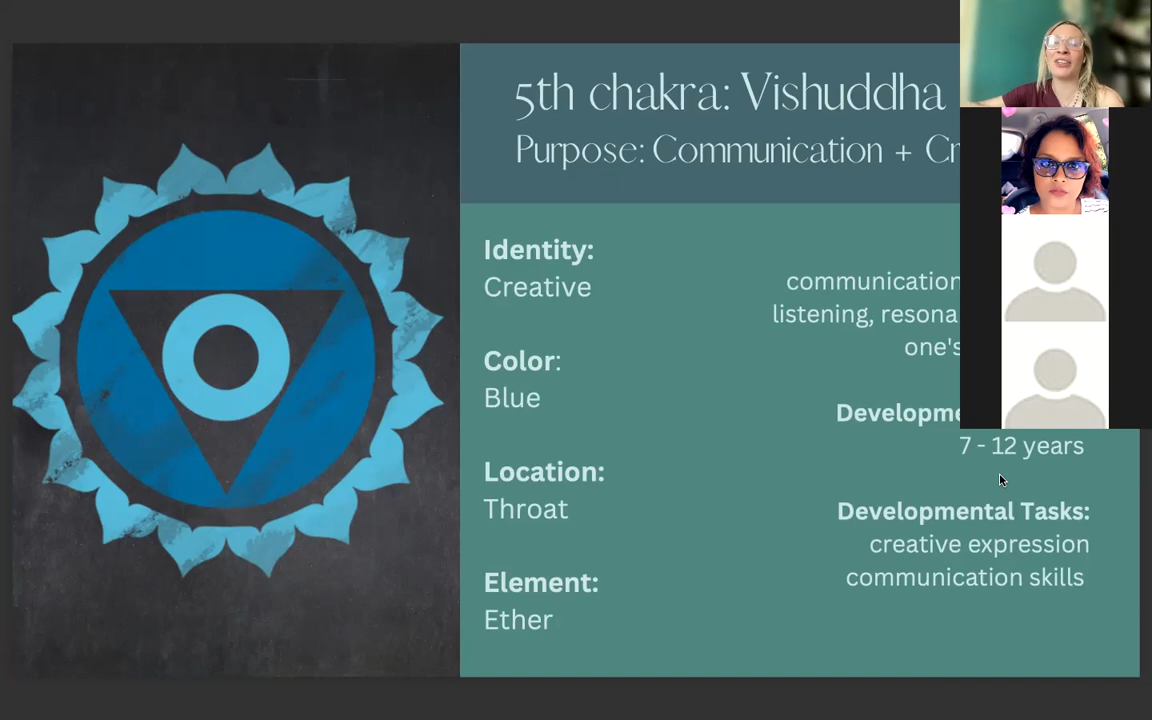 5th chakra: Vishuddha
Purpose: Communication + Cr
Identity:
Creative
Color:
Blue
Location:
Throat
Element:
Ether
communication
listening, resona
one's
Developme
7 - 12 years
Developmental Tasks:
creative expression
communication skills